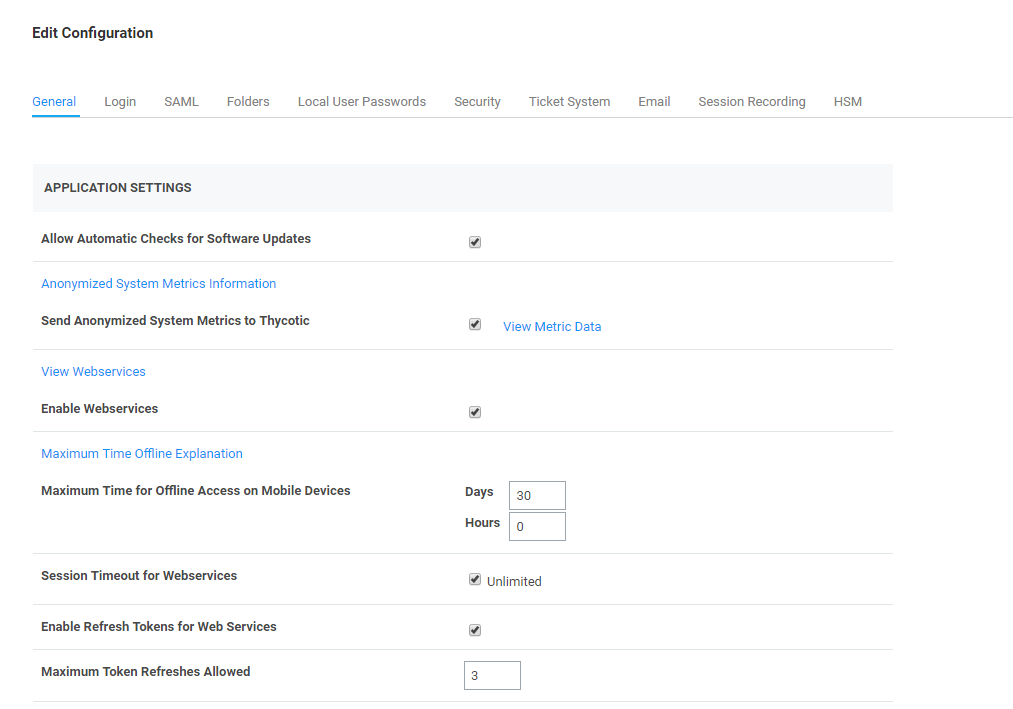 Edit Configuration
General Login SAML Folders Local User Passwords Security Ticket System Email Session Recording HSM
APPLICATION SETTINGS
Allow Automatic Checks for Software Updates
Anonymized System Metrics Information
Send Anonymized System Metrics to Thycotic View Metric Data
View Webservices
Enable Webservices
Maximum Time Offline Explanation
Maximum Time for Offline Access on Mobile Devices Days 30
Hours 0
Session Timeout for Webservices Unlimited
Enable Refresh Tokens for Web Services
Maximum Token Refreshes Allowed 3